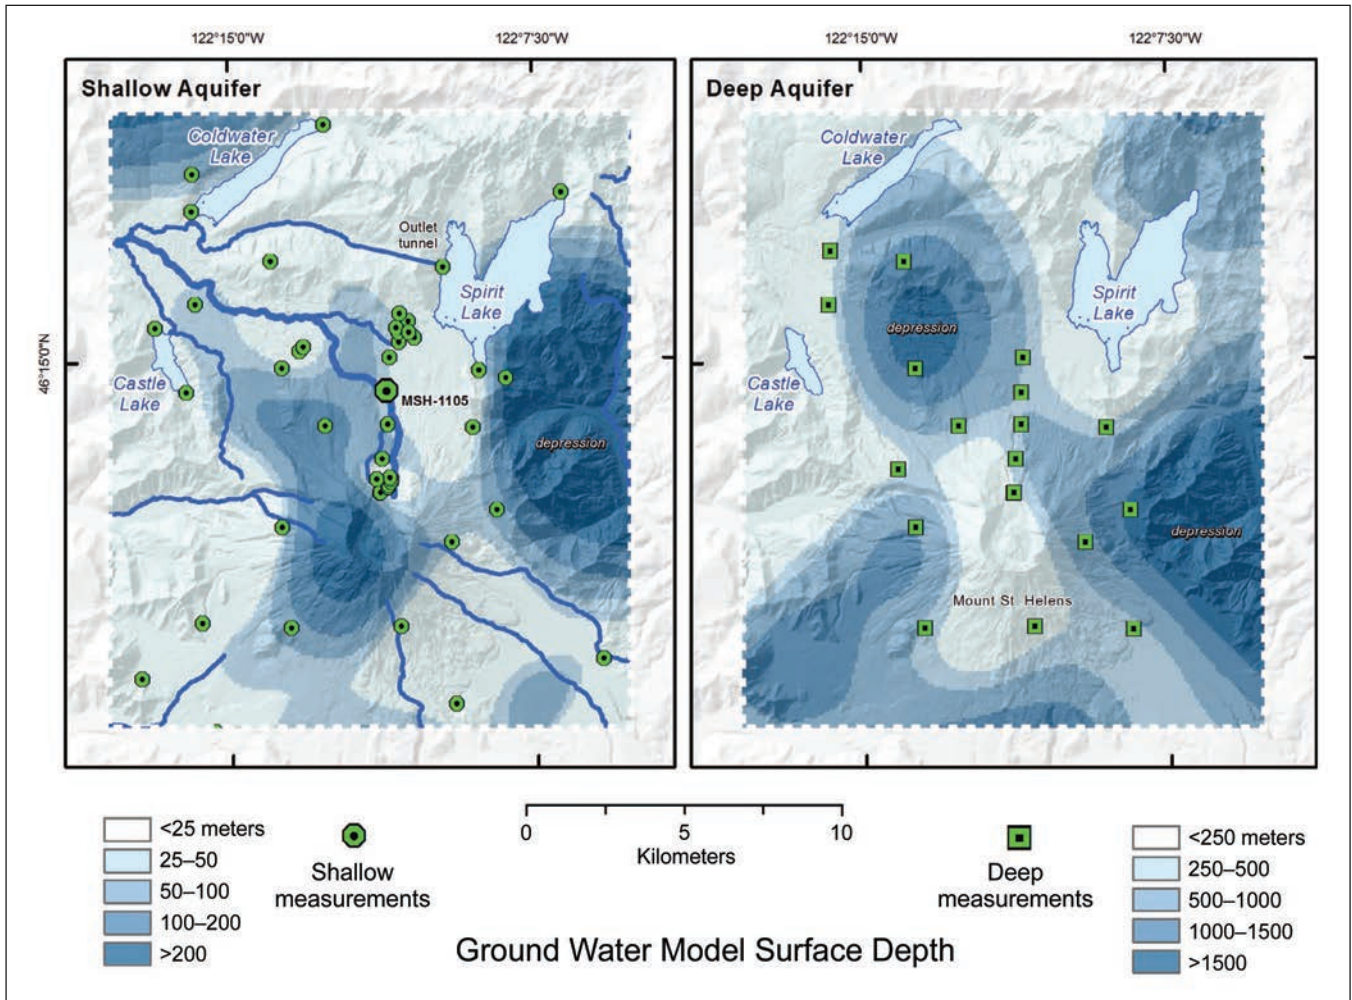 122°15'0"W
122°7'30"W
122°15'0"W
122°7'30"W
Shallow Aquifer
Deep Aquifer
Coldwater
Lake
Coldwater
Lake
Outlet
tunnel
Spirit
Lake
Spirit
Lake
depression
46°15'0"N
Castle
Lake
MSH-1105
Castle
Lake
depression
depression
Mount St Helens
<25 meters
25–50
50–100
100–200
>200
Shallow
measurements
0
5
10
Kilometers
Deep
measurements
<250 meters
250–500
500–1000
1000–1500
>1500
Ground Water Model Surface Depth